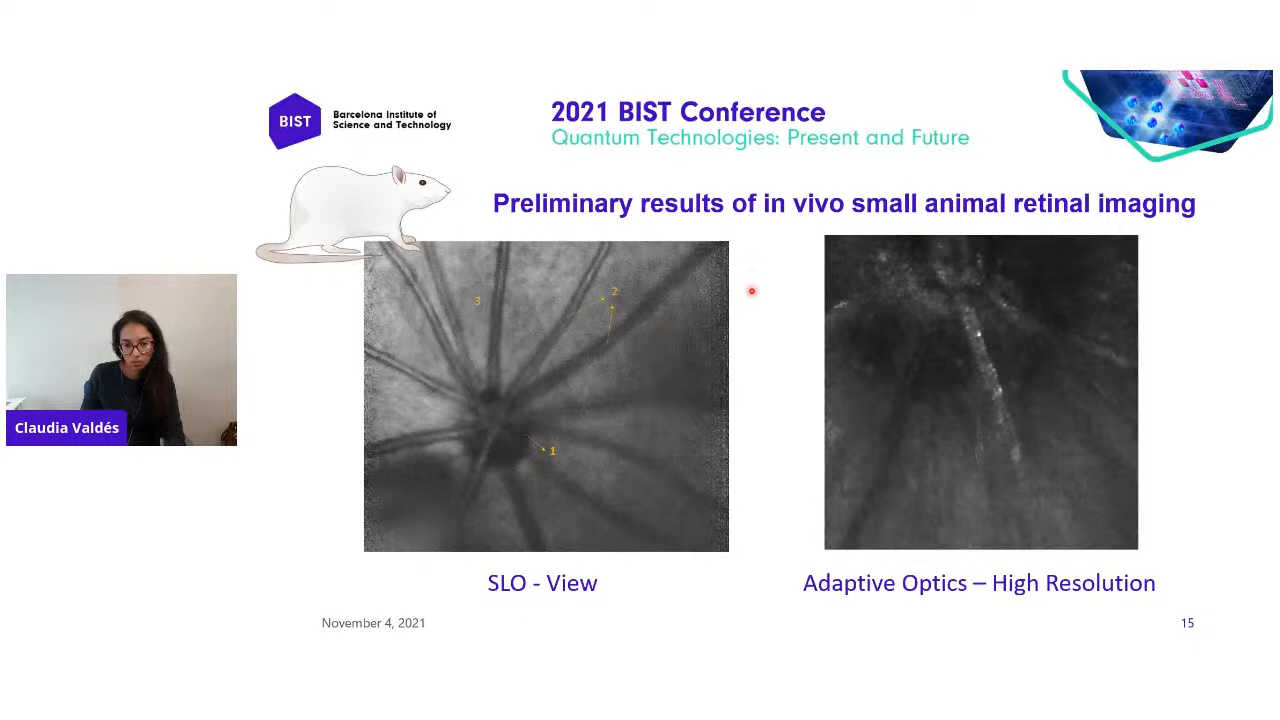 BIST
Barcelona Institute of
Science and Technology
2021 BIST Conference
Quantum Technologies: Present and Future
Preliminary results of in vivo small animal retinal imaging
3
2
1
Claudia Valdés
SLO - View
Adaptive Optics – High Resolution
November 4, 2021
15